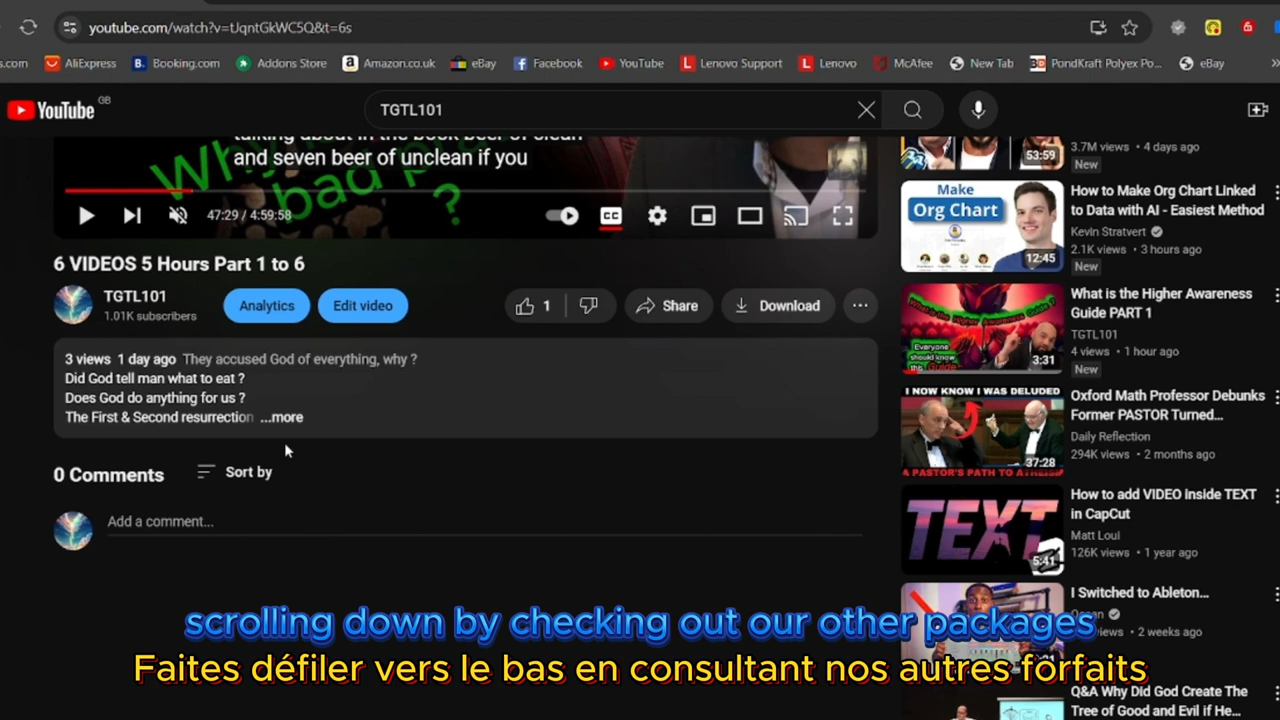 youtube.com/watch?v=tJqntGkWC5Q&t=6s
s.com AliExpress Booking.com Addons Store Amazon.co.uk eBay Facebook YouTube Lenovo Support Lenovo McAfee New Tab PondKraft Polyex Po... eBay
YouTube GB
TGTL101
and seven beer of unclean if you
Why
bad
?
47:29 / 4:59:58
CC
6 VIDEOS 5 Hours Part 1 to 6
TGTL101
1.01K subscribers
Analytics
Edit video
1
Share
Download
3 views 1 day ago They accused God of everything, why ?
Did God tell man what to eat ?
Does God do anything for us ?
The First & Second resurrection ...more
0 Comments
Sort by
Add a comment...
53:59
3.7M views • 4 days ago
New
Make
Org Chart
12:45
How to Make Org Chart Linked
to Data with AI - Easiest Method
Kevin Stratvert
2.1K views • 3 hours ago
New
Everyone
should know
this Guide
3:31
What is the Higher Awareness
Guide PART 1
TGTL101
4 views • 1 hour ago
New
I NOW KNOW I WAS DELUDED
A PASTOR'S PATH TO ATHEISM
37:28
Oxford Math Professor Debunks
Former PASTOR Turned...
Daily Reflection
294K views • 2 months ago
TEXT
5:41
How to add VIDEO inside TEXT
in CapCut
Matt Loul
126K views • 1 year ago
I Switched to Ableton...
views • 2 weeks ago
Q&A Why Did God Create The
Tree of Good and Evil if He...
scrolling down by checking out our other packages
Faites défiler vers le bas en consultant nos autres forfaits